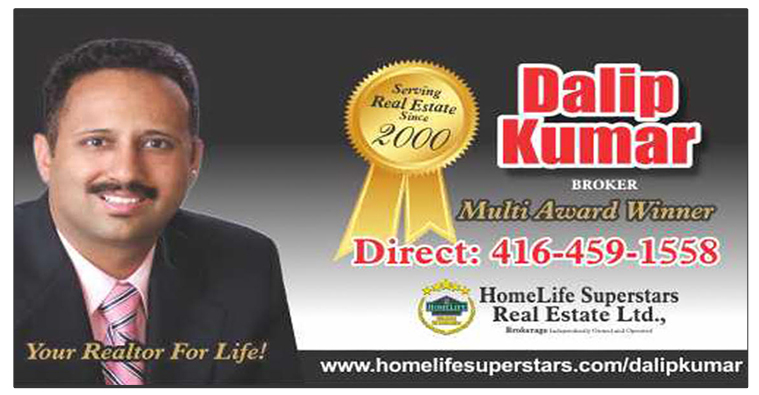 Serving
Real Estate
Since
2000
Dalip
Kumar
BROKER
Multi Award Winner
Direct: 416-459-1558
HOMELIFE
HomeLife Superstars
Real Estate Ltd.,
Brokerage Independently Owned and Operated
Your Realtor For Life!
www.homelifesuperstars.com/dalipkumar